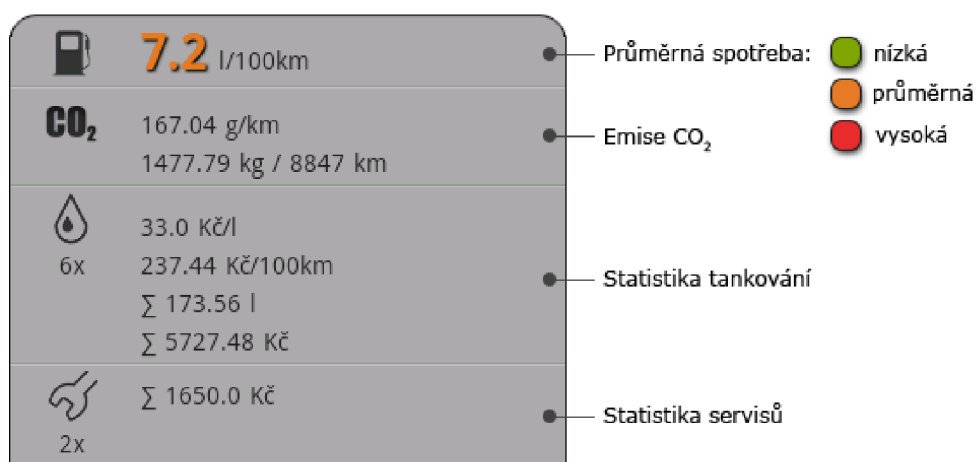 7.2 l/100km
Průměrná spotřeba:
nízká
průměrná
vysoká
CO₂
167.04 g/km
1477.79 kg / 8847 km
Emise CO₂
6x
33.0 Kč/l
237.44 Kč/100km
∑ 173.56 l
∑ 5727.48 Kč
Statistika tankování
2x
∑ 1650.0 Kč
Statistika servisů